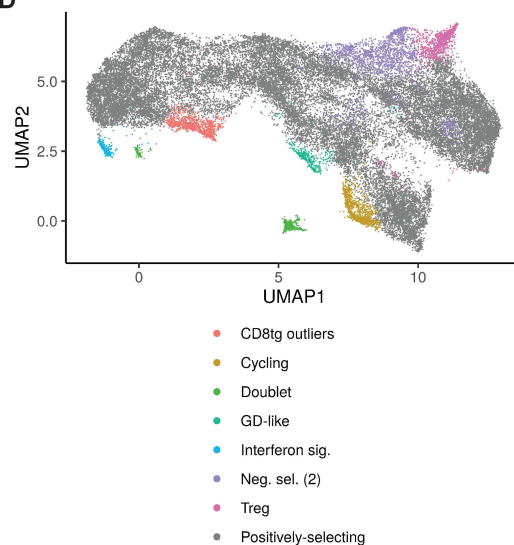 D
UMAP2
5.0
2.5
0.0
0 5 10
UMAP1
CD8tg outliers
Cycling
Doublet
GD-like
Interferon sig.
Neg. sel. (2)
Treg
Positively-selecting